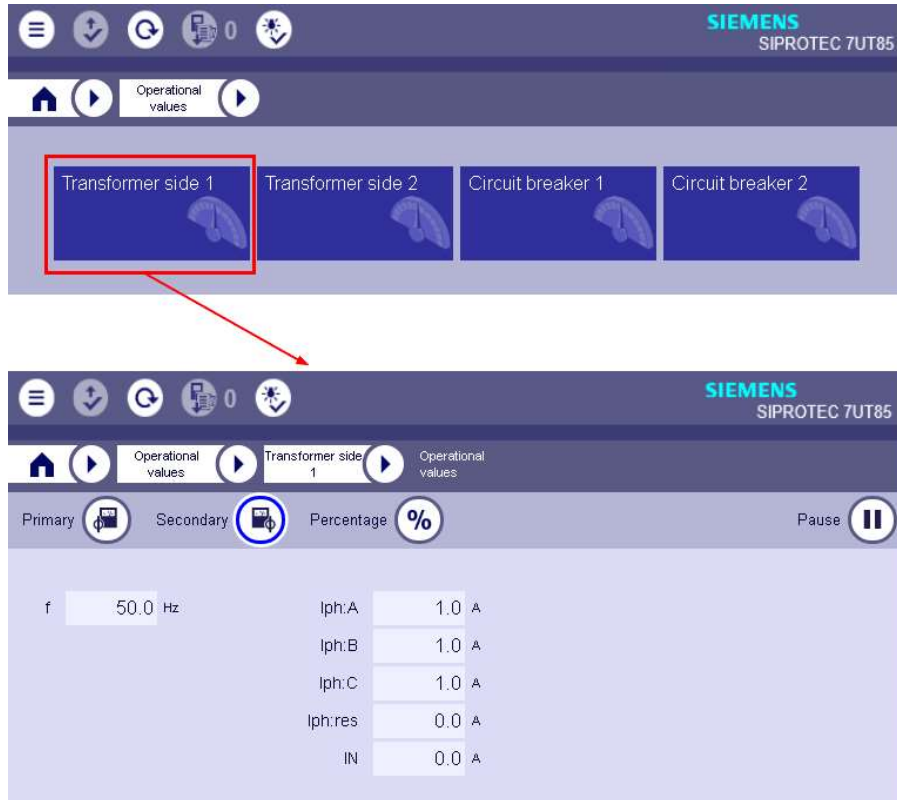 0
SIEMENS
SIPROTEC 7UT85
Operational
values
Transformer side 1
Transformer side 2
Circuit breaker 1
Circuit breaker 2
0
SIEMENS
SIPROTEC 7UT85
Operational
values
Transformer side
1
Operational
values
Primary
Secondary
Percentage %
Pause
f 50.0 Hz
Iph:A 1.0 A
Iph:B 1.0 A
Iph:C 1.0 A
Iph:res 0.0 A
IN 0.0 A